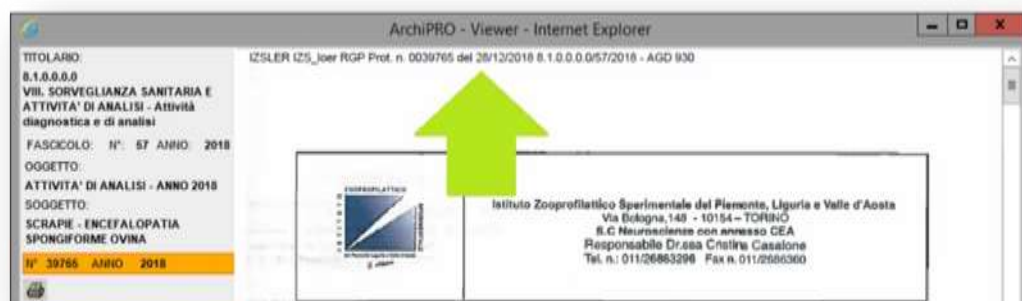 ArchiPRO - Viewer - Internet Explorer
TITOLARIO:
8.1.0.0.0.0
VIII. SORVEGLIANZA SANITARIA E
ATTIVITA' DI ANALISI - Attività
diagnostica e di analisi
FASCICOLO: N°: 57 ANNO: 2018
OGGETTO:
ATTIVITA' DI ANALISI - ANNO 2018
SOGGETTO:
SCRAPIE - ENCEFALOPATIA
SPONGIFORME OVINA
N° 39765 ANNO 2018
IZSLER IZS_loer RGP Prot. n. 0039765 del 28/12/2018 8.1.0.0.0.0/57/2018 - AGD 930
ZOOPROFILATTICO
ISTITUTO
Istituto Zooprofilattico Sperimentale del Piemonte, Liguria e Valle d'Aosta
Via Bologna,148 - 10154 – TORINO
S.C Neuroscienze con annesso CEA
Responsabile Dr.ssa Cristina Casalone
Tel. n.: 011/26863296 Fax n. 011/2686360